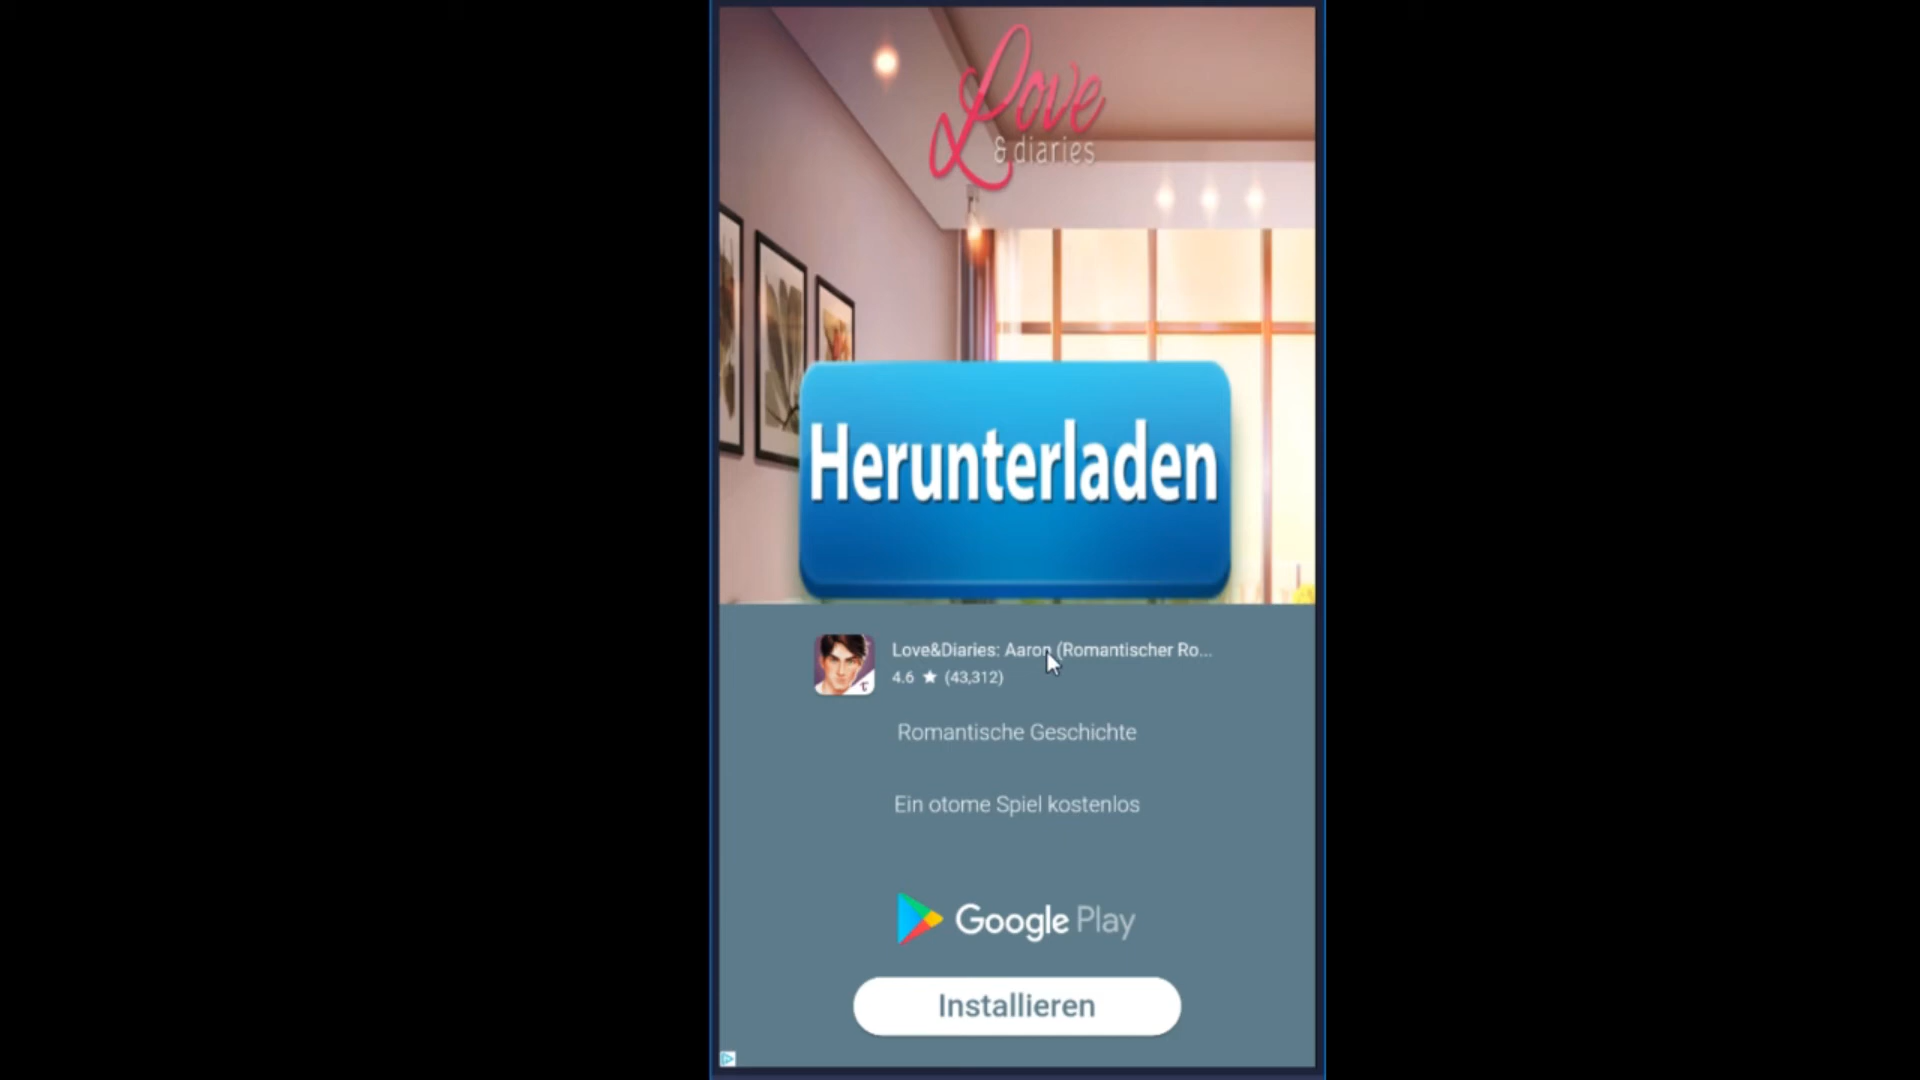 Love
& diaries
Herunterladen
Love&Diaries: Aaron (Romantischer Ro...
4.6 ★ (43,312)
Romantische Geschichte
Ein otome Spiel kostenlos
Google Play
Installieren